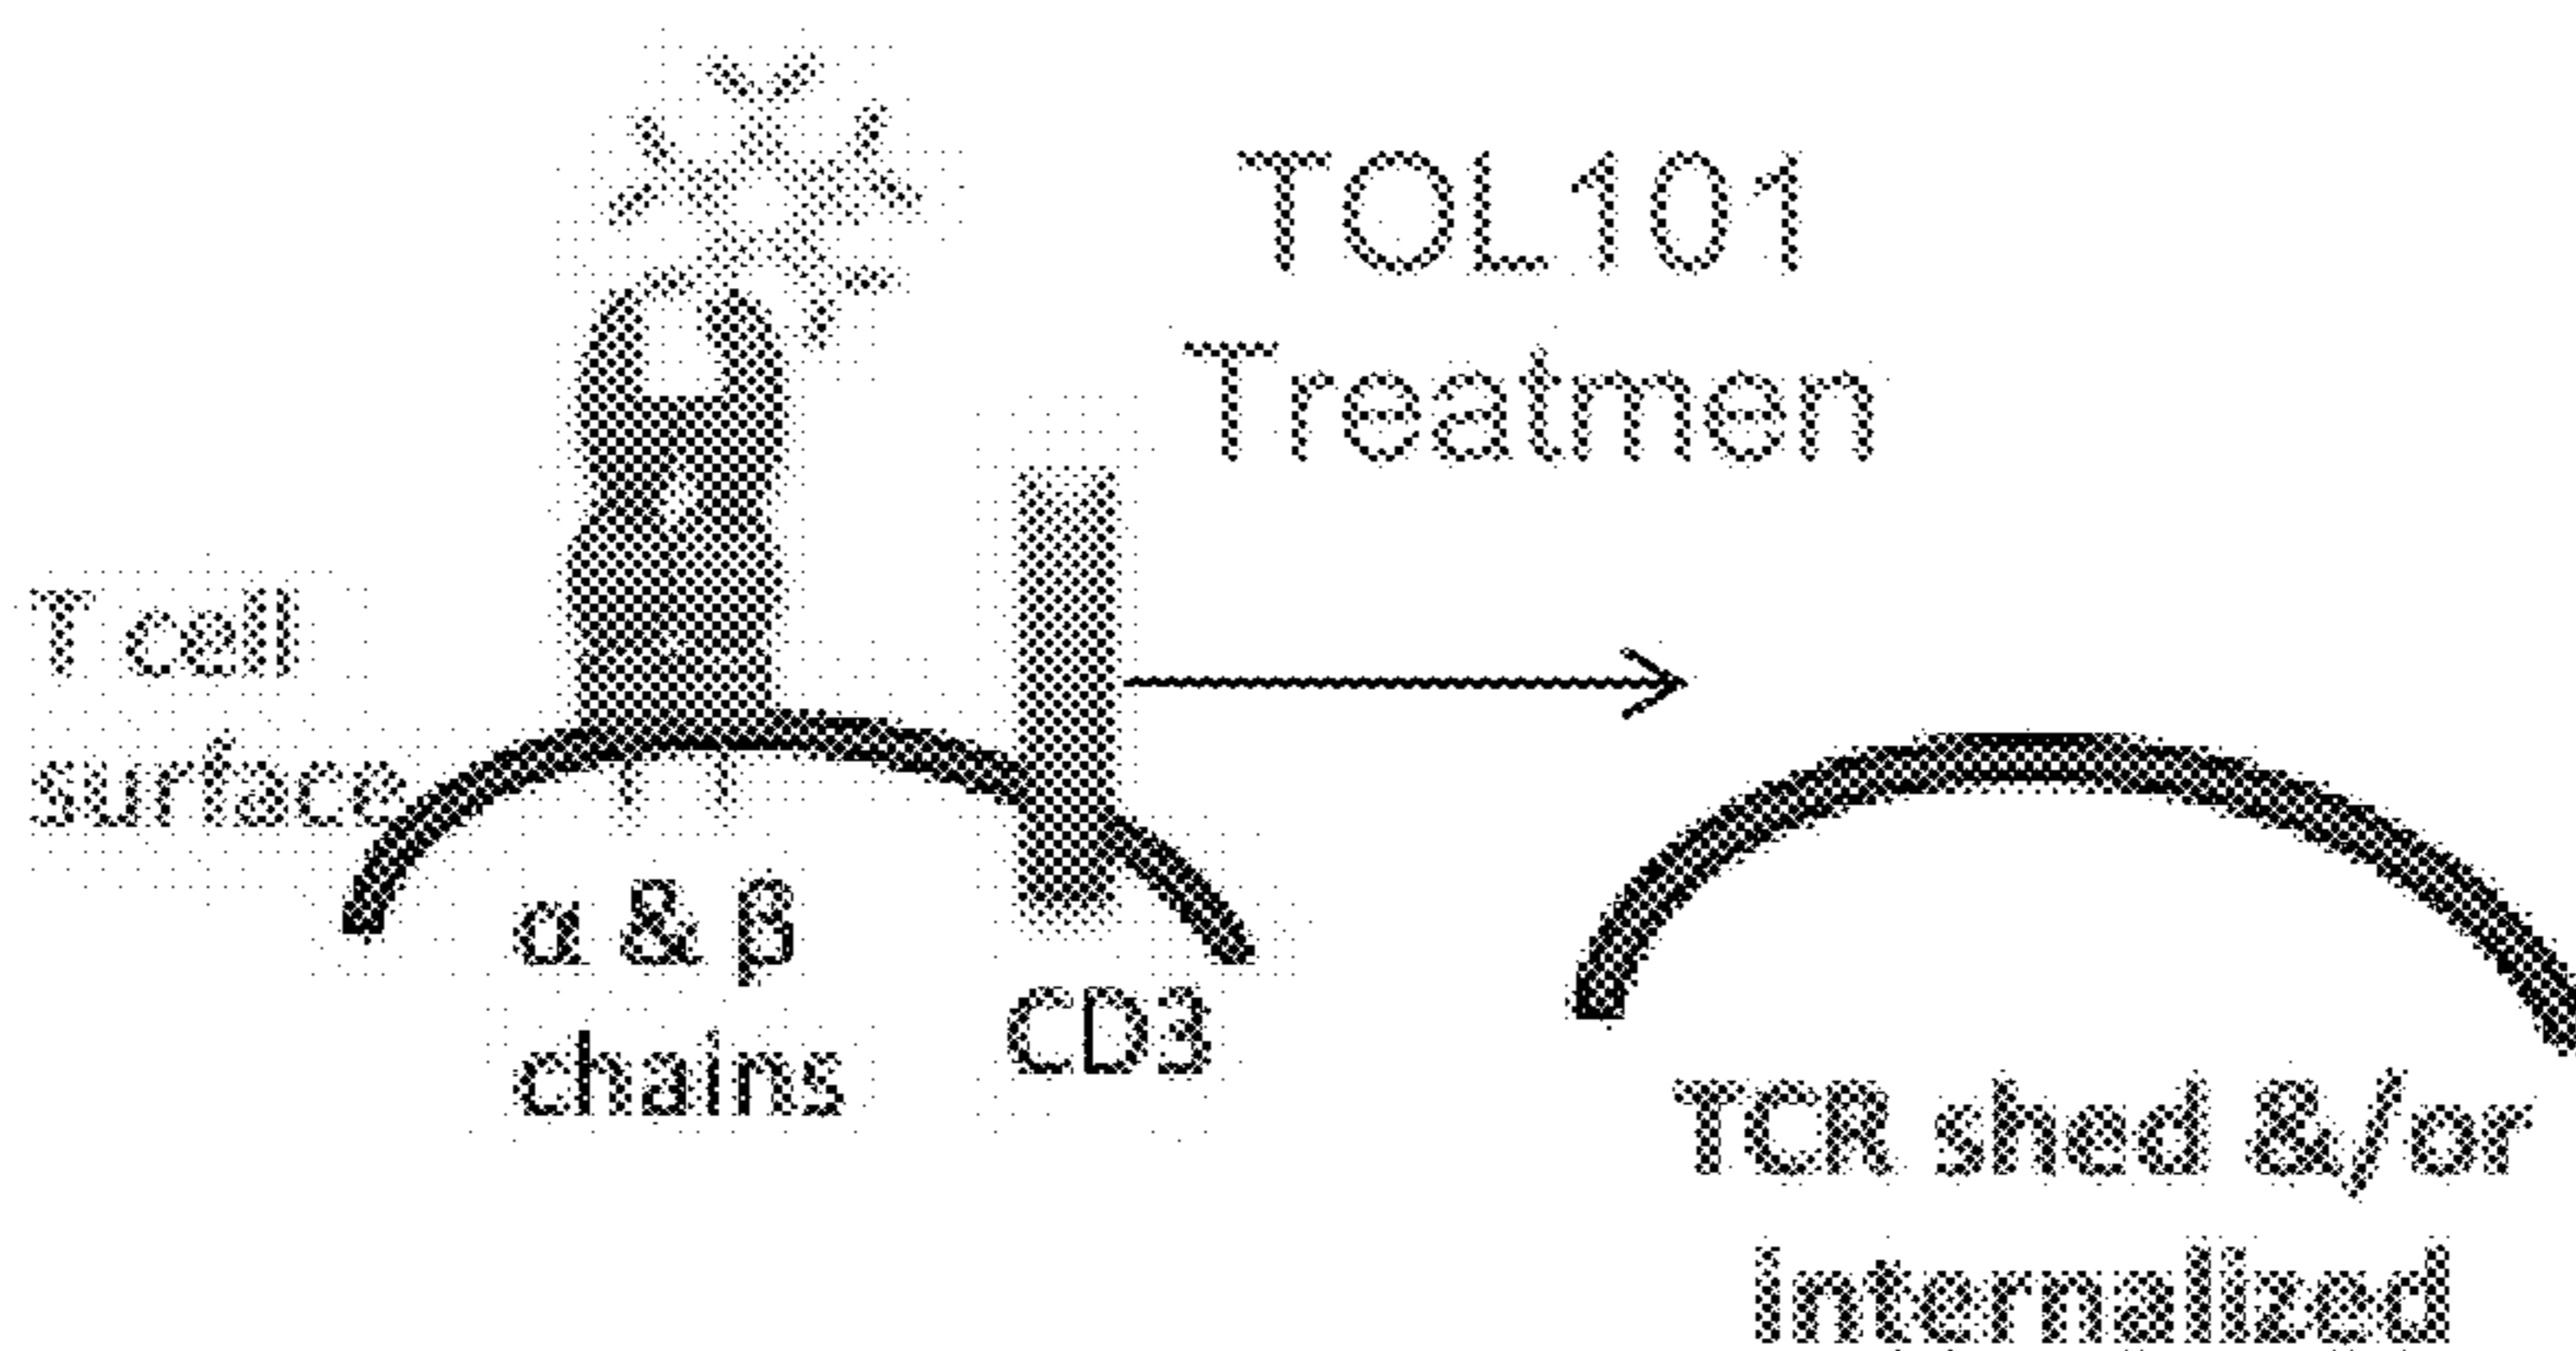 TOL101
Treatmen
T cell
surface
α & β
chains
CD3
TCR shed &/or
internalized